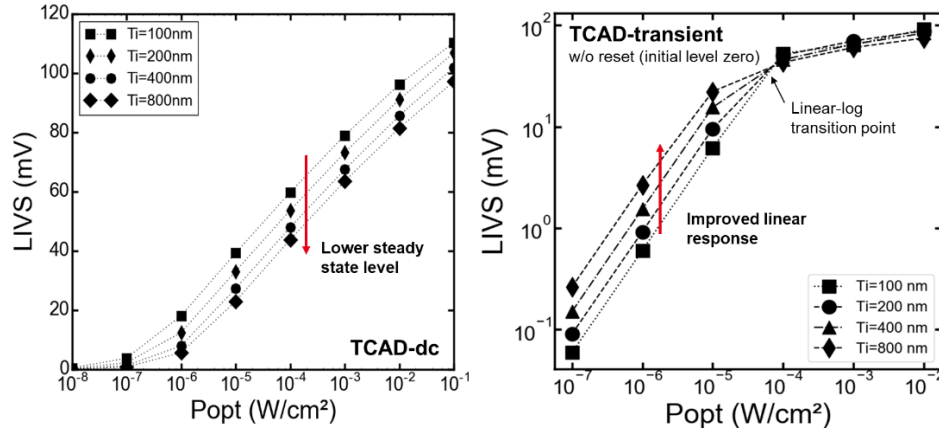 120
100
80
60
40
20
0
LIVS (mV)
Ti=100nm
Ti=200nm
Ti=400nm
Ti=800nm
Lower steady
state level
TCAD-dc
10⁻⁸ 10⁻⁷ 10⁻⁶ 10⁻⁵ 10⁻⁴ 10⁻³ 10⁻² 10⁻¹
Popt (W/cm²)
10²
10¹
10⁰
10⁻¹
LIVS (mV)
TCAD-transient
w/o reset (initial level zero)
Linear-log
transition point
Improved linear
response
Ti=100 nm
Ti=200 nm
Ti=400 nm
Ti=800 nm
10⁻⁷ 10⁻⁶ 10⁻⁵ 10⁻⁴ 10⁻³ 10⁻²
Popt (W/cm²)